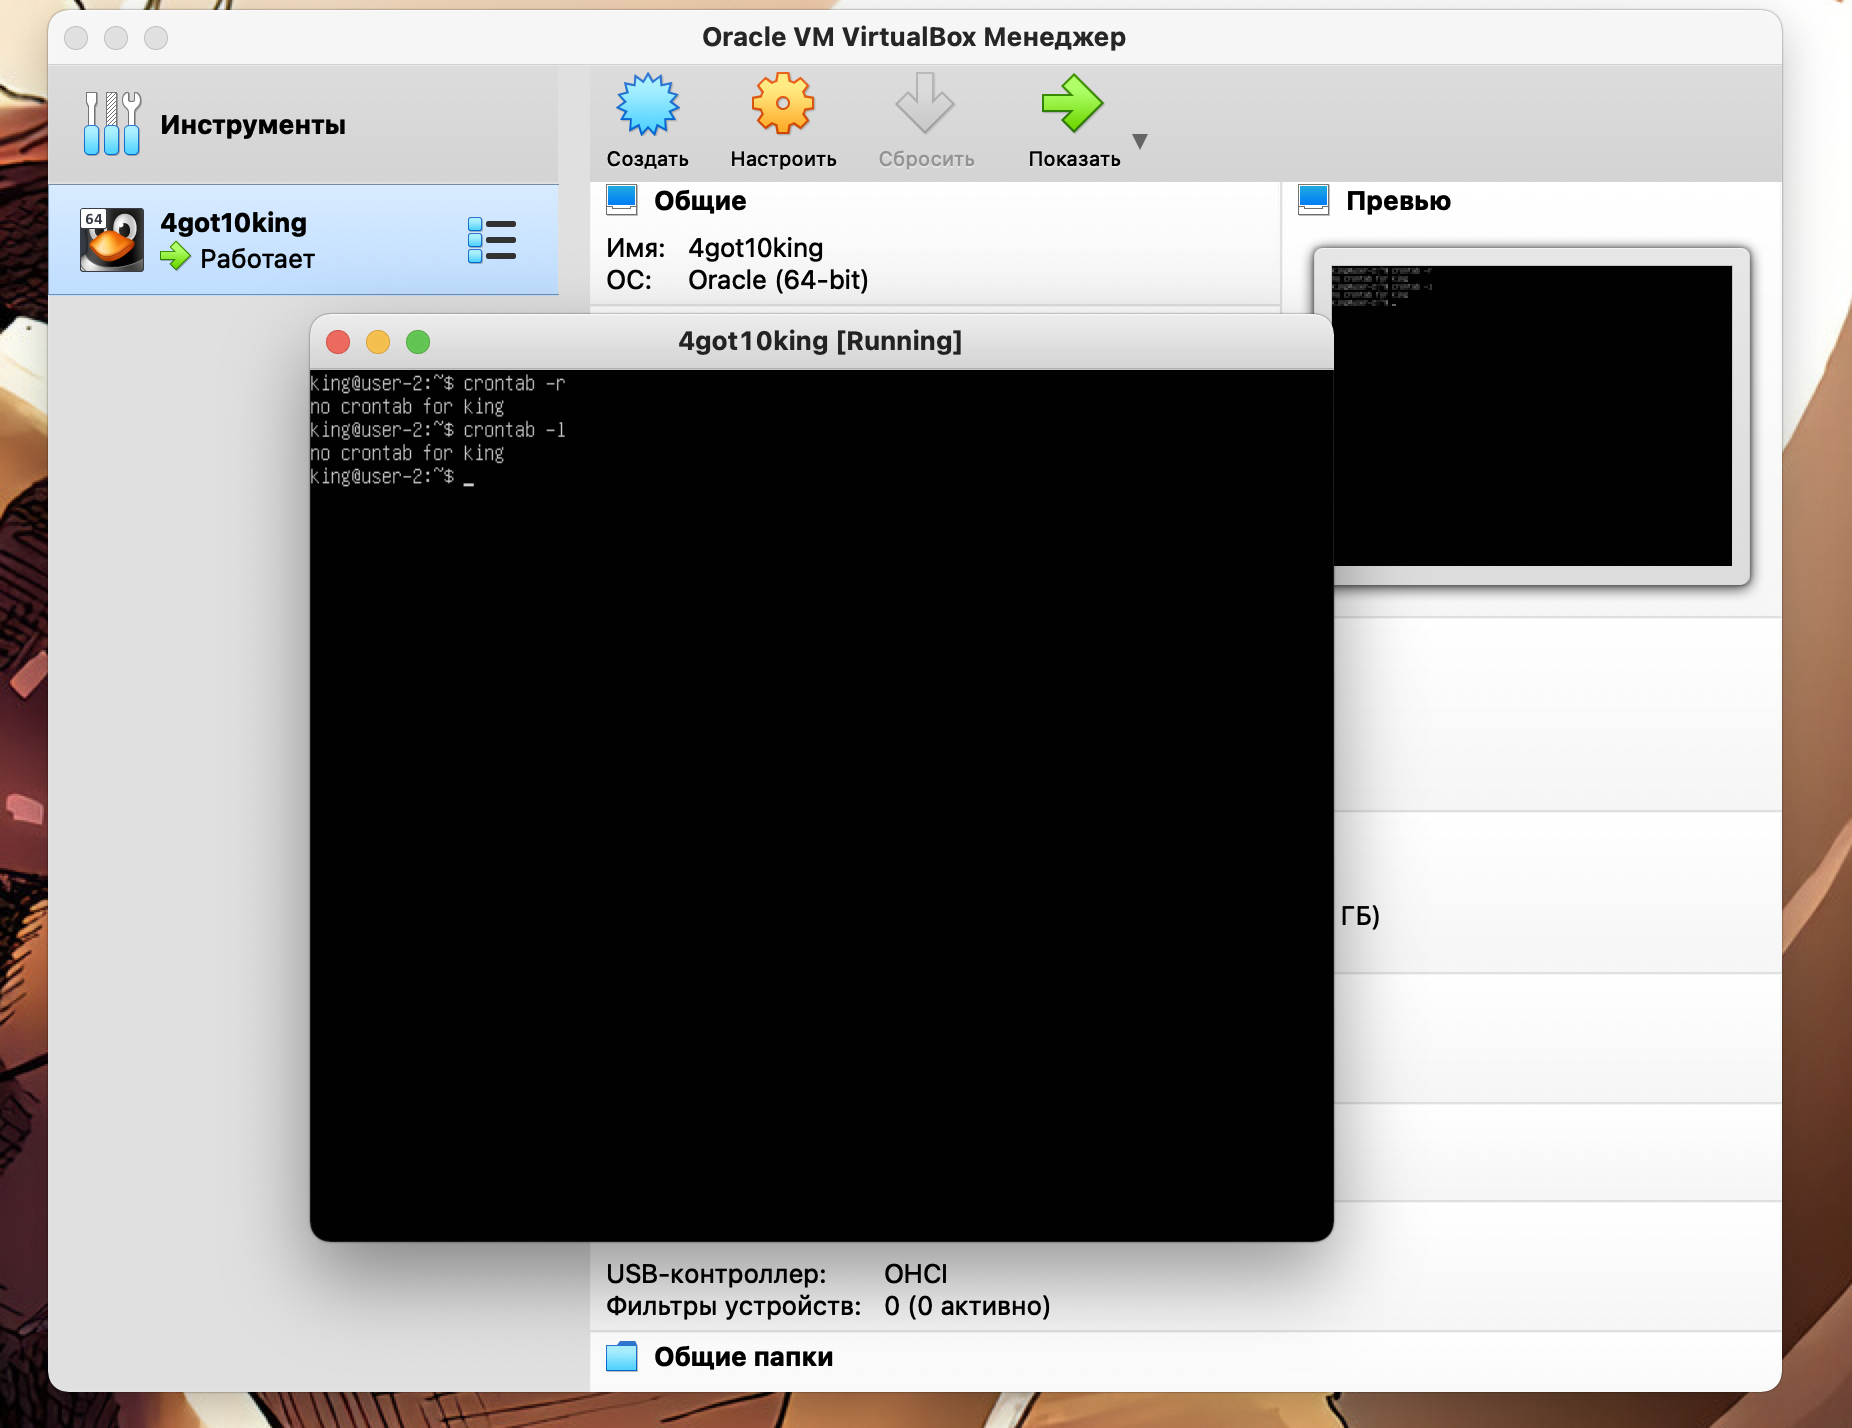 Oracle VM VirtualBox Менеджер
Инструменты
Создать
Настроить
Сбросить
Показать
64
4got10king
Работает
Общие
Имя: 4got10king
ОС: Oracle (64-bit)
Превью
4got10king [Running]
king@user-2:~$ crontab -r
no crontab for king
king@user-2:~$ crontab -l
no crontab for king
king@user-2:~$ _
ГБ)
USB-контроллер: OHCI
Фильтры устройств: 0 (0 активно)
Общие папки